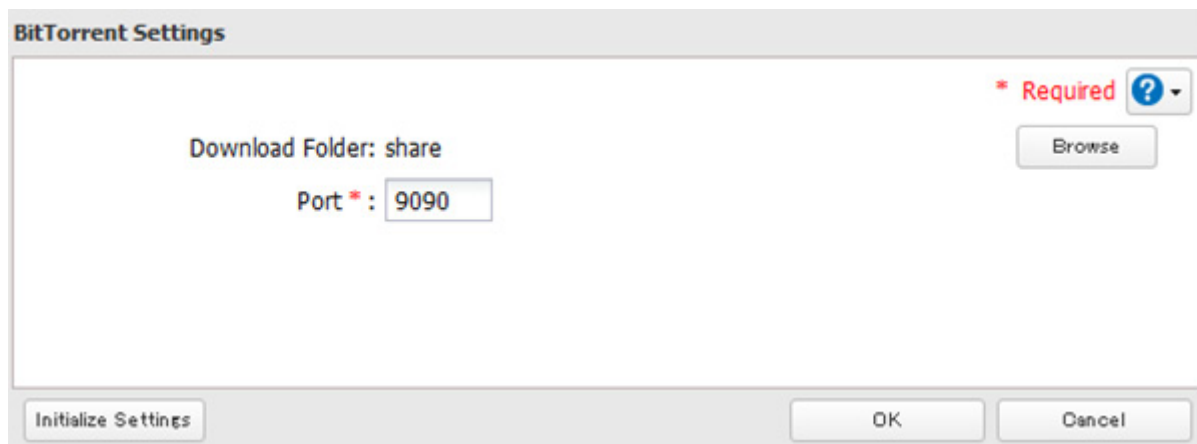 BitTorrent Settings
* Required
Download Folder: share
Browse
Port * : 9090
Initialize Settings
OK
Cancel